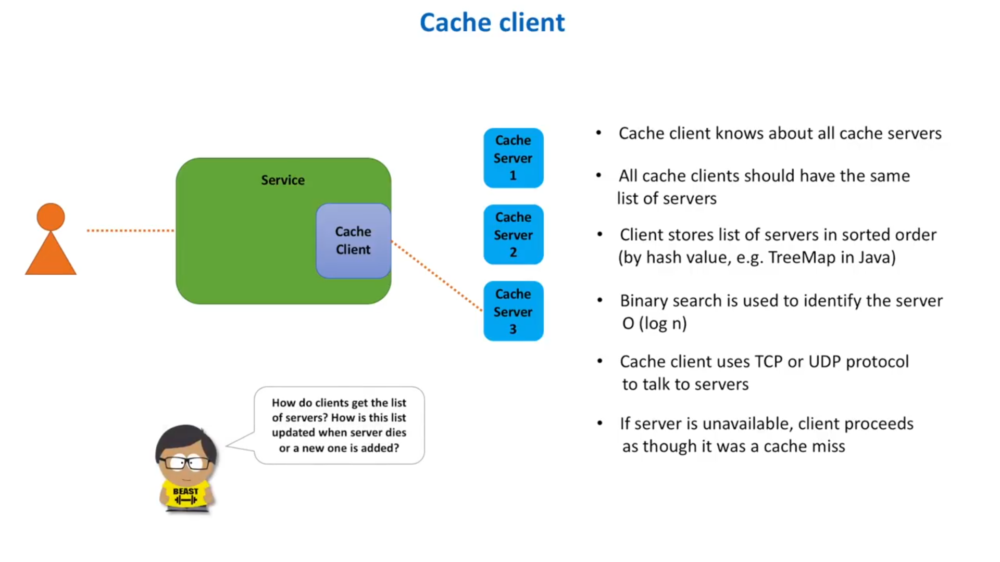 Cache client
Service
Cache
Client
Cache
Server
1
Cache
Server
2
Cache
Server
3
• Cache client knows about all cache servers
• All cache clients should have the same
list of servers
• Client stores list of servers in sorted order
(by hash value, e.g. TreeMap in Java)
• Binary search is used to identify the server
O (log n)
• Cache client uses TCP or UDP protocol
to talk to servers
• If server is unavailable, client proceeds
as though it was a cache miss
How do clients get the list
of servers? How is this list
updated when server dies
or a new one is added?
BEAST